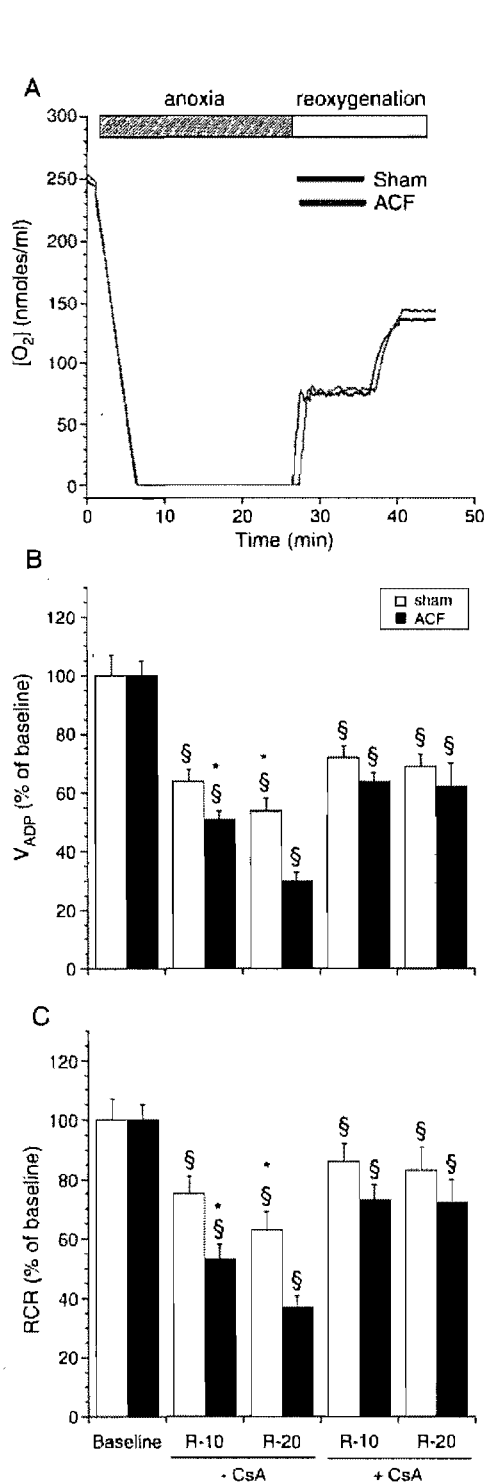 A
anoxia reoxygenation
300
250
200
150
100
50
0
[O₂] (nmoles/ml)
Sham
ACF
0 10 20 30 40 50
Time (min)
B
120
100
80
60
40
20
0
V_ADP (% of baseline)
sham
ACF
§ * § * § § § § § §
C
120
100
80
60
40
20
0
RCR (% of baseline)
§ * § * § § § § § §
Baseline R-10 R-20 R-10 R-20
- CsA + CsA